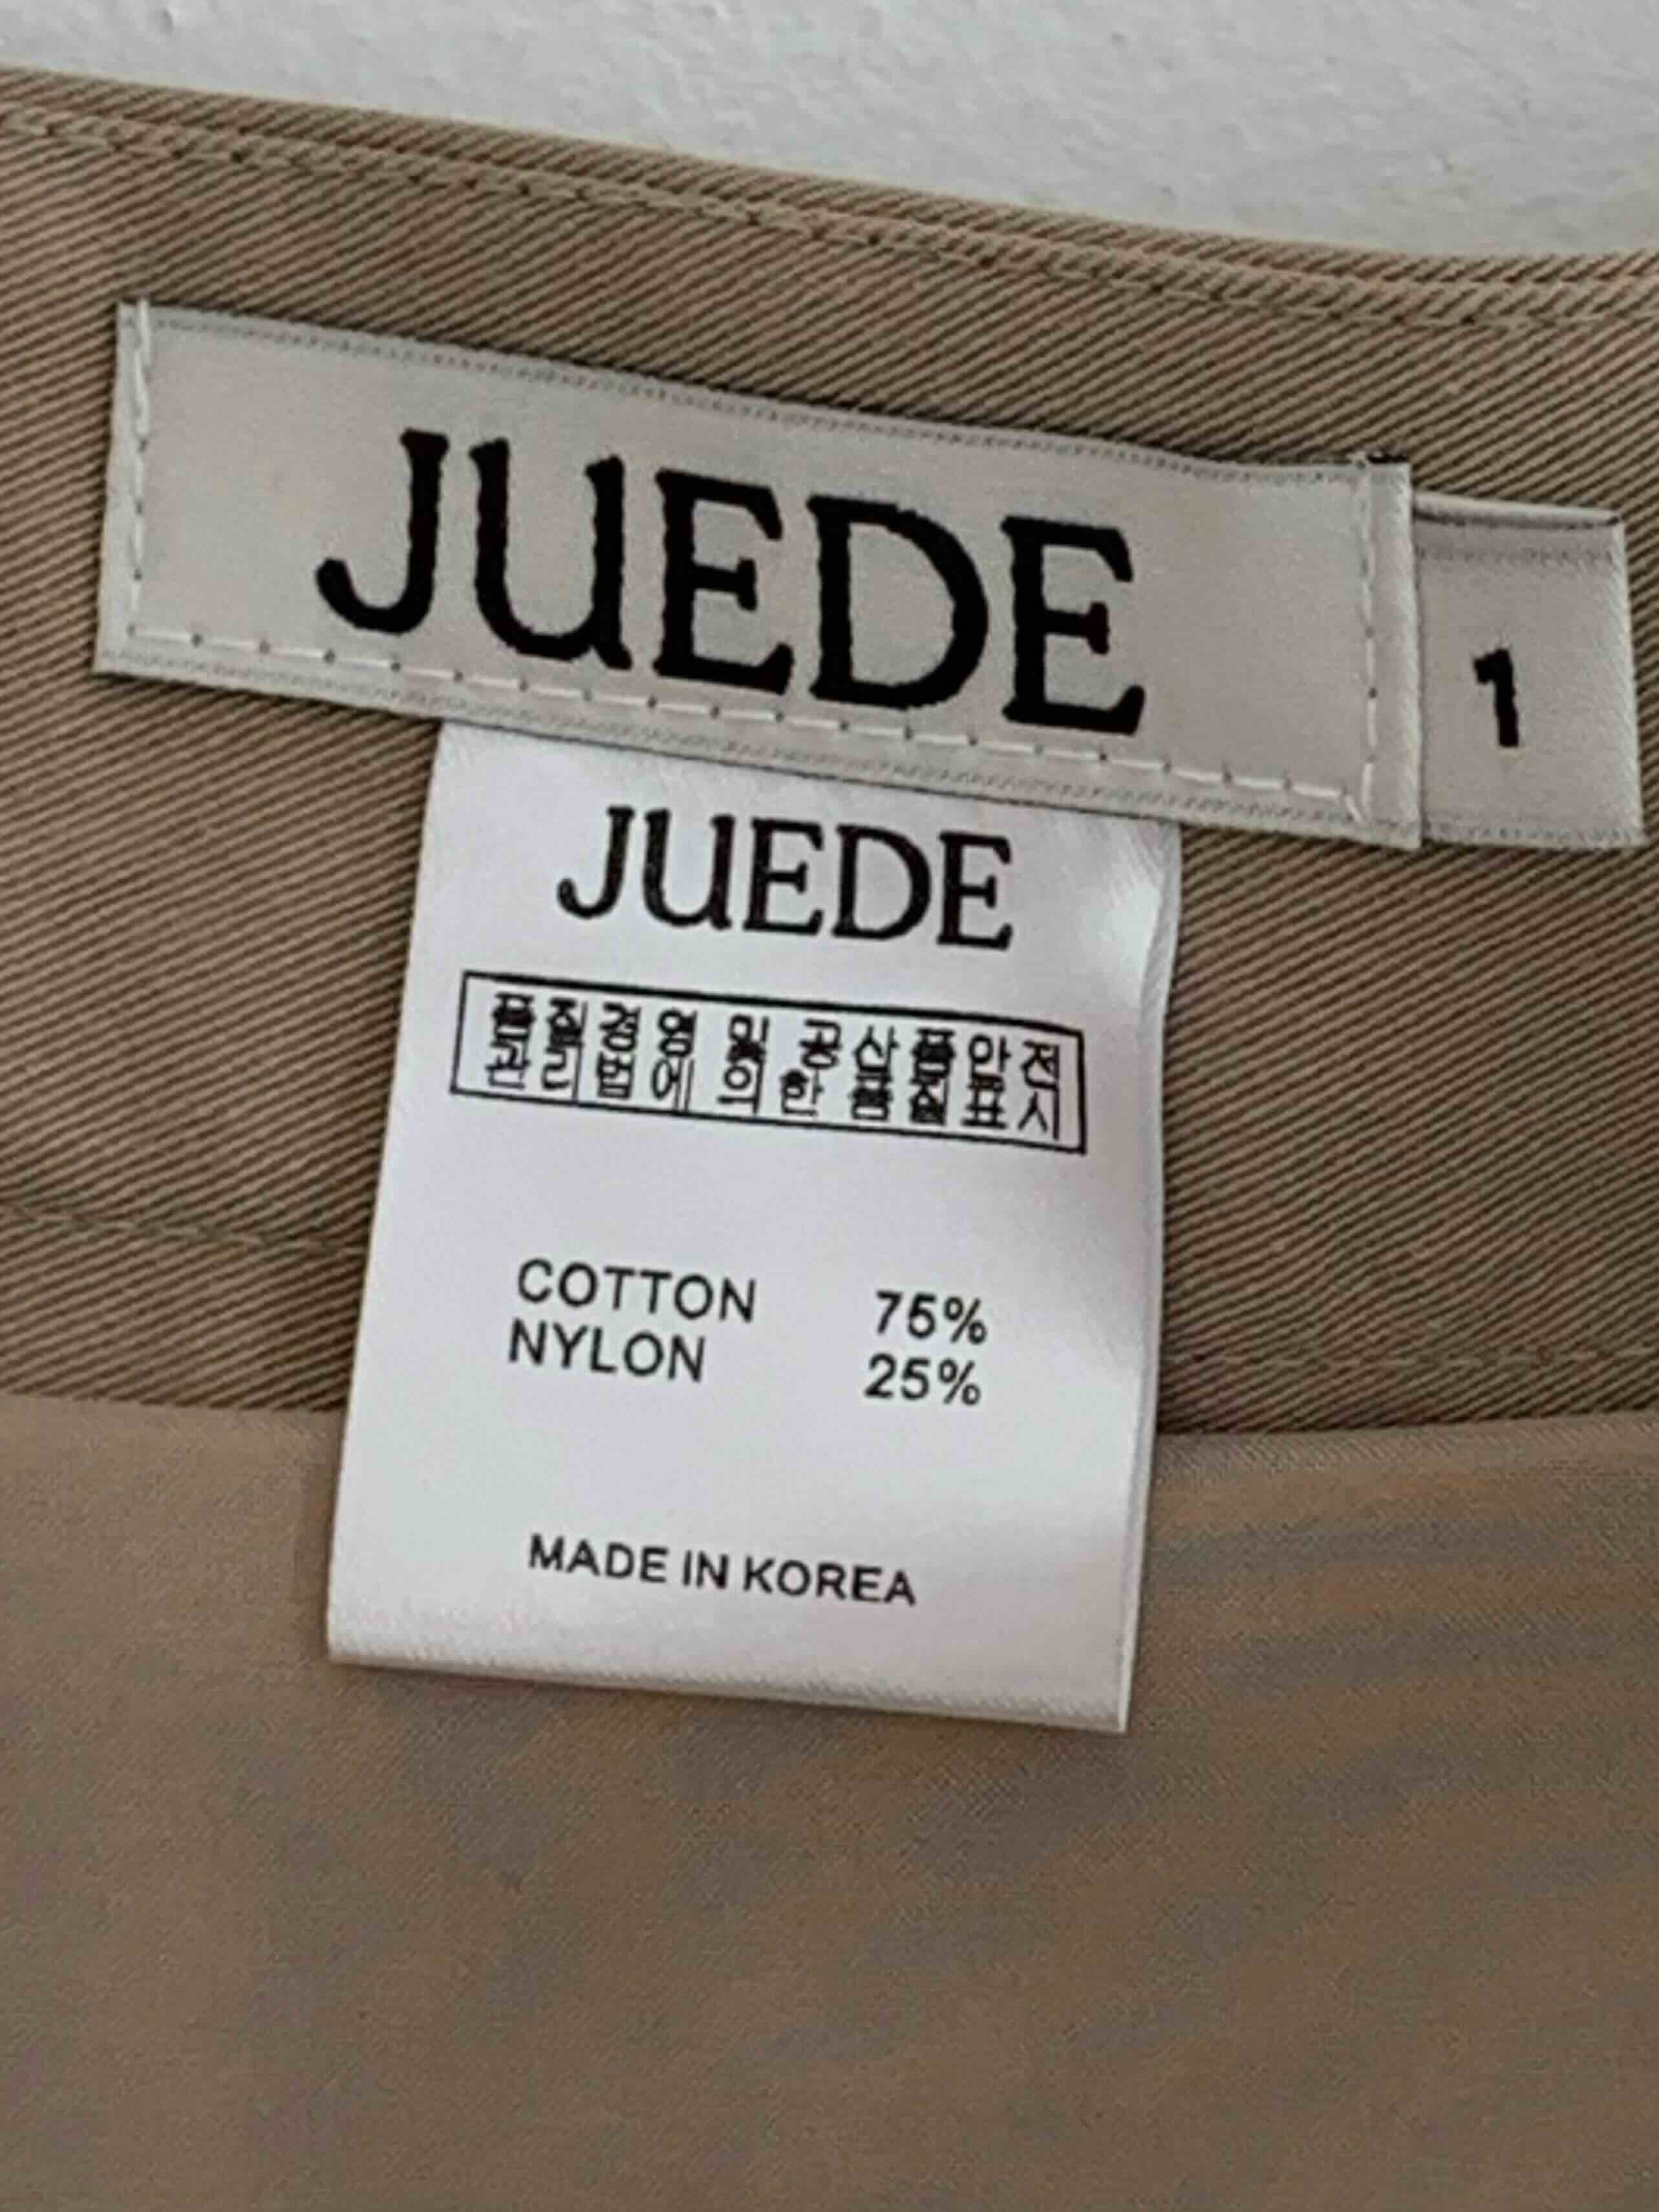 JUEDE
1
JUEDE
품질경영 및 공산품안전
관리법에 의한 품질표시
COTTON 75%
NYLON 25%
MADE IN KOREA